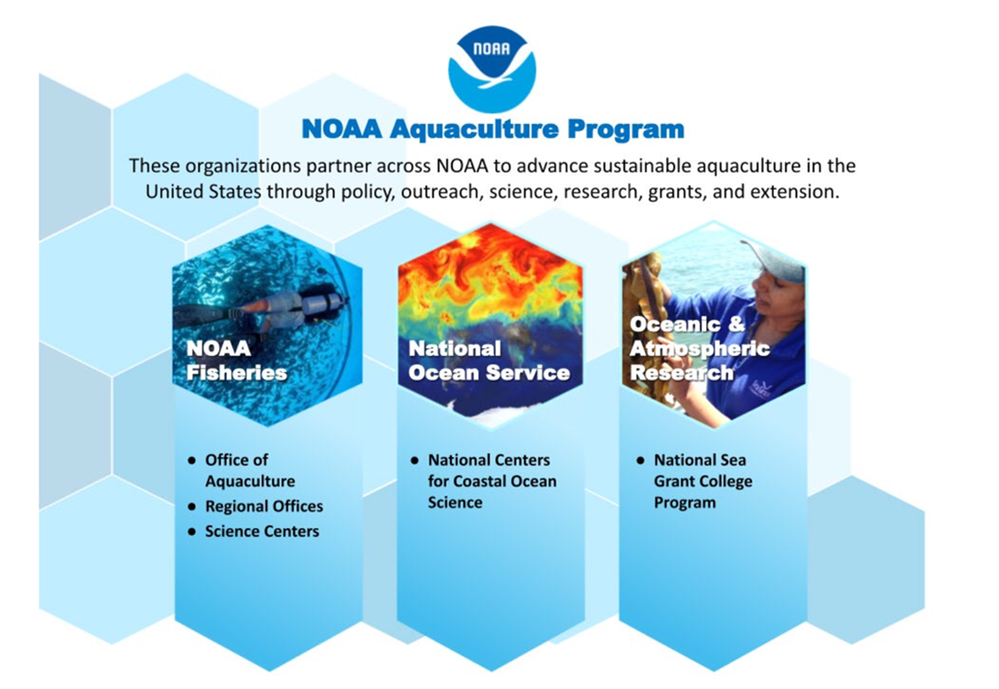 NOAA
NOAA Aquaculture Program
These organizations partner across NOAA to advance sustainable aquaculture in the
United States through policy, outreach, science, research, grants, and extension.
NOAA
Fisheries
● Office of
Aquaculture
● Regional Offices
● Science Centers
National
Ocean Service
● National Centers
for Coastal Ocean
Science
Oceanic &
Atmospheric
Research
● National Sea
Grant College
Program